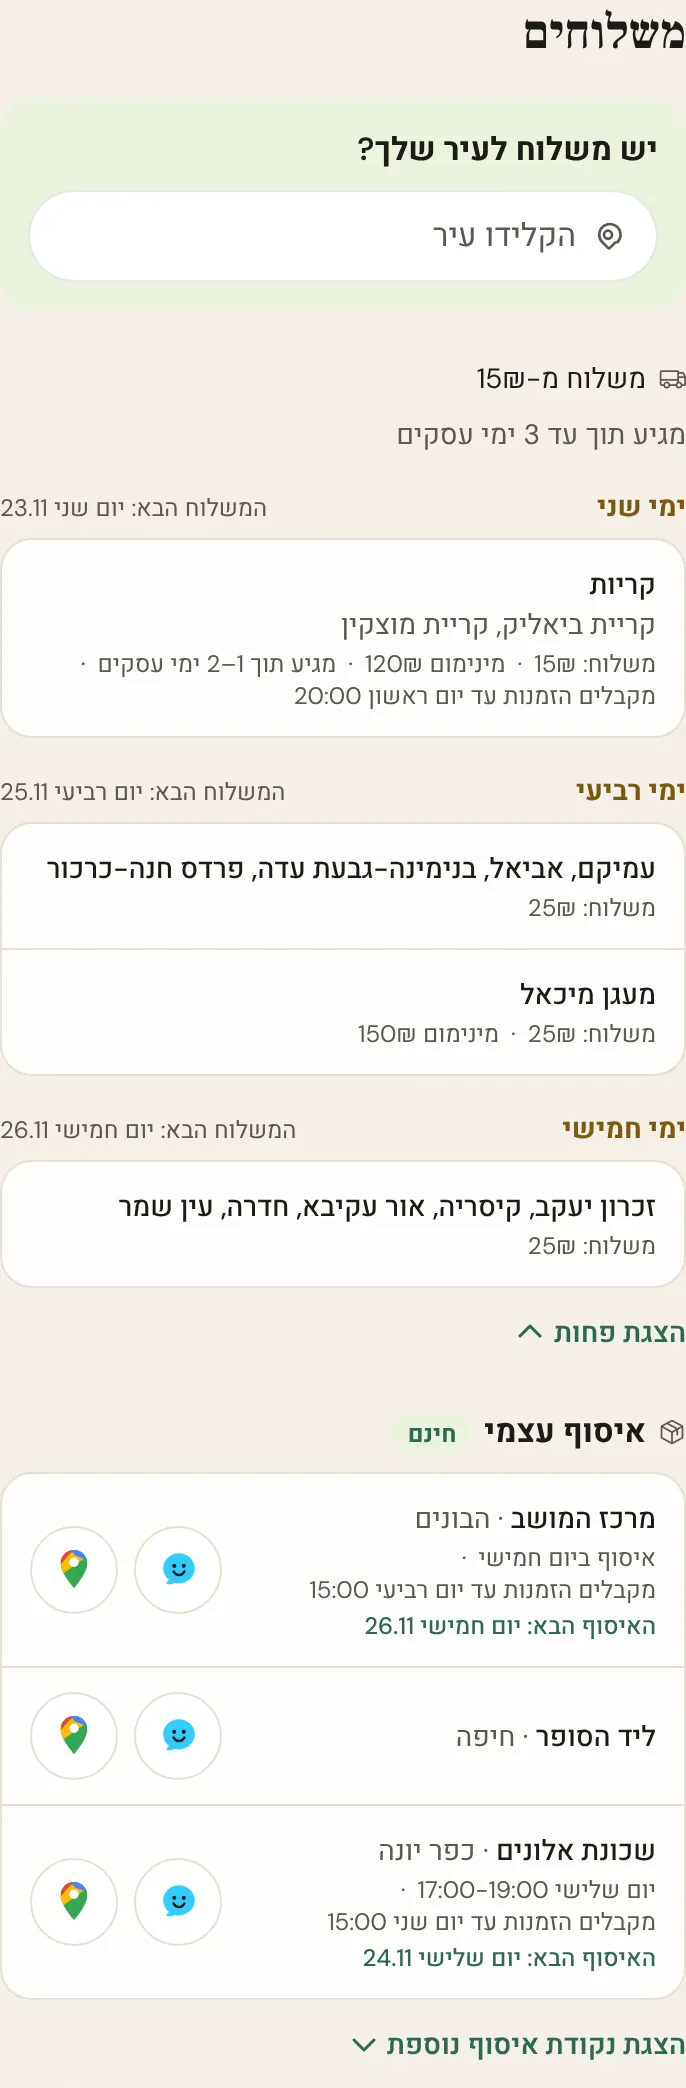 משלוחים
יש משלוח לעיר שלך?
הקלידו עיר
משלוח מ-15₪
מגיע תוך עד 3 ימי עסקים
ימי שני
המשלוח הבא: יום שני 23.11
קריות
קריית ביאליק, קריית מוצקין
משלוח: 15₪ · מינימום 120₪ · מגיע תוך 1–2 ימי עסקים ·
מקבלים הזמנות עד יום ראשון 20:00
ימי רביעי
המשלוח הבא: יום רביעי 25.11
עמיקם, אביאל, בנימינה-גבעת עדה, פרדס חנה-כרכור
משלוח: 25₪
מעגן מיכאל
משלוח: 25₪ · מינימום 150₪
ימי חמישי
המשלוח הבא: יום חמישי 26.11
זכרון יעקב, קיסריה, אור עקיבא, חדרה, עין שמר
משלוח: 25₪
הצגת פחות
איסוף עצמי חינם
מרכז המושב · הבונים
איסוף ביום חמישי ·
מקבלים הזמנות עד יום רביעי 15:00
האיסוף הבא: יום חמישי 26.11
ליד הסופר · חיפה
שכונת אלונים · כפר יונה
יום שלישי 17:00-19:00 ·
מקבלים הזמנות עד יום שני 15:00
האיסוף הבא: יום שלישי 24.11
הצגת נקודת איסוף נוספת